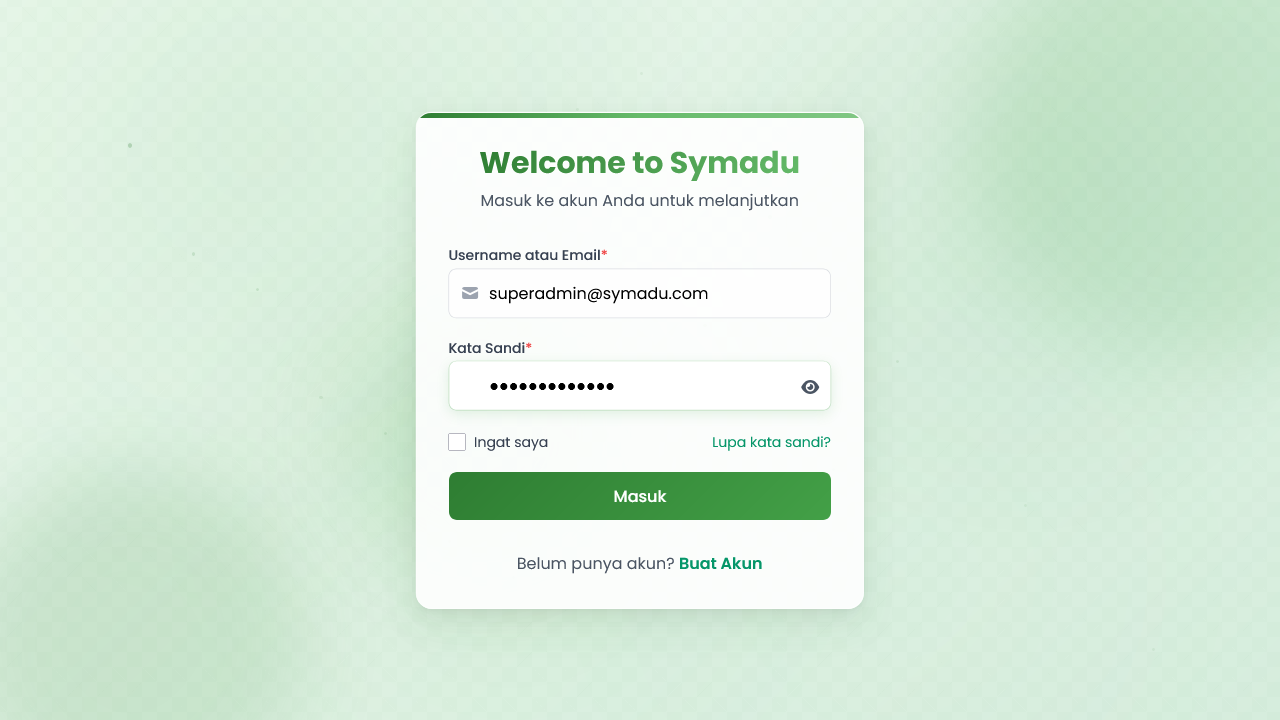 Welcome to Symadu
Masuk ke akun Anda untuk melanjutkan
Username atau Email*
superadmin@symadu.com
Kata Sandi*
•••••••••••••
Ingat saya
Lupa kata sandi?
Masuk
Belum punya akun? Buat Akun